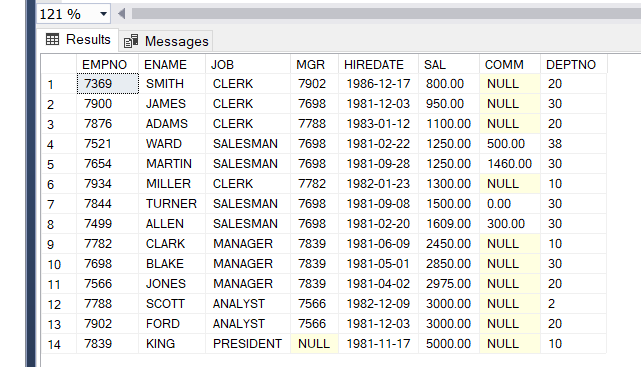 121 %
Results Messages
EMPNO ENAME JOB MGR HIREDATE SAL COMM DEPTNO
1 7369 SMITH CLERK 7902 1986-12-17 800.00 NULL 20
2 7900 JAMES CLERK 7698 1981-12-03 950.00 NULL 30
3 7876 ADAMS CLERK 7788 1983-01-12 1100.00 NULL 20
4 7521 WARD SALESMAN 7698 1981-02-22 1250.00 500.00 38
5 7654 MARTIN SALESMAN 7698 1981-09-28 1250.00 1460.00 30
6 7934 MILLER CLERK 7782 1982-01-23 1300.00 NULL 10
7 7844 TURNER SALESMAN 7698 1981-09-08 1500.00 0.00 30
8 7499 ALLEN SALESMAN 7698 1981-02-20 1609.00 300.00 30
9 7782 CLARK MANAGER 7839 1981-06-09 2450.00 NULL 10
10 7698 BLAKE MANAGER 7839 1981-05-01 2850.00 NULL 30
11 7566 JONES MANAGER 7839 1981-04-02 2975.00 NULL 20
12 7788 SCOTT ANALYST 7566 1982-12-09 3000.00 NULL 2
13 7902 FORD ANALYST 7566 1981-12-03 3000.00 NULL 20
14 7839 KING PRESIDENT NULL 1981-11-17 5000.00 NULL 10